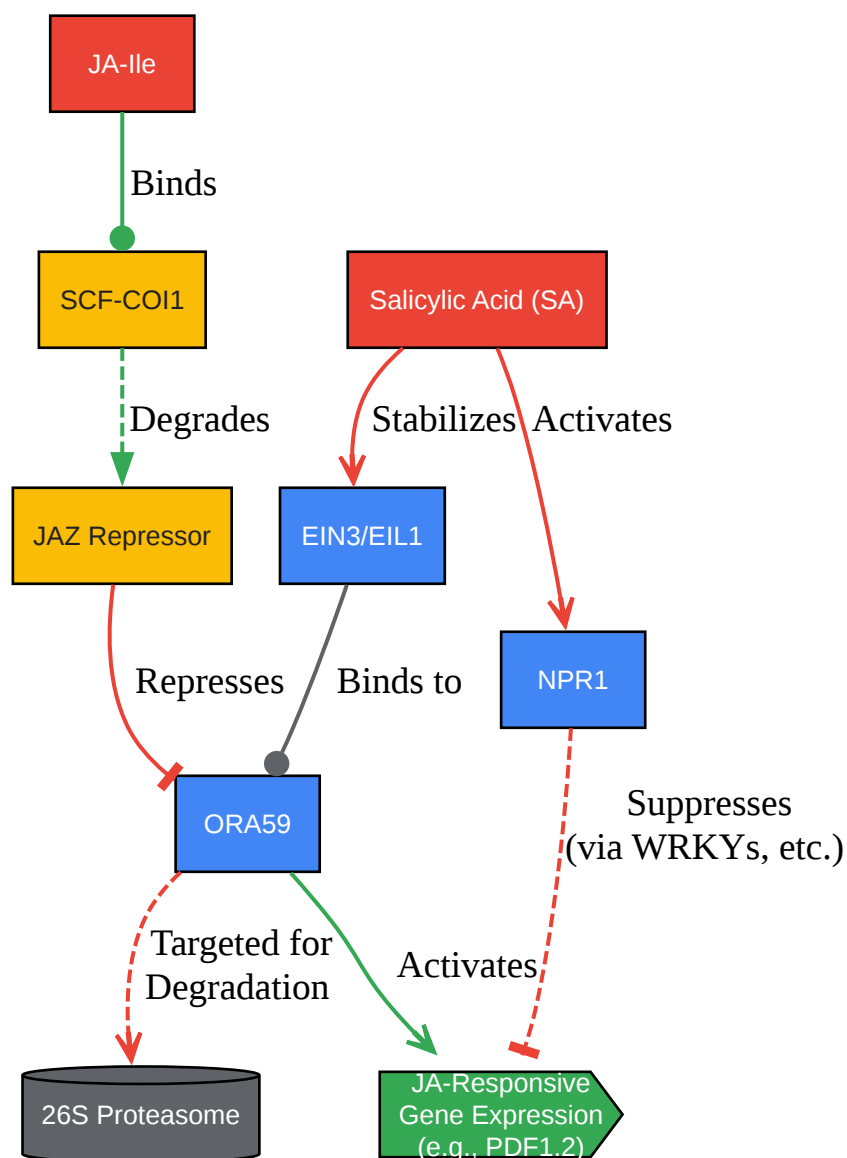 JA-Ile
Binds
SCF-COI1
Salicylic Acid (SA)
Degrades
Stabilizes
Activates
JAZ Repressor
EIN3/EIL1
Represses
Binds to
NPR1
ORA59
Suppresses
(via WRKYs, etc.)
Targeted for
Degradation
Activates
26S Proteasome
JA-Responsive
Gene Expression
(e.g., PDF1.2)